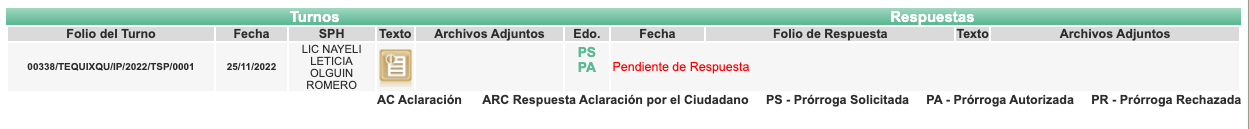 Turnos Respuestas
Folio del Turno Fecha SPH Texto Archivos Adjuntos Edo. Fecha Folio de Respuesta Texto Archivos Adjuntos
00338/TEQUIXQU/IP/2022/TSP/0001 25/11/2022 LIC NAYELI
LETICIA
OLGUIN
ROMERO
PS
PA
Pendiente de Respuesta
AC Aclaración ARC Respuesta Aclaración por el Ciudadano PS - Prórroga Solicitada PA - Prórroga Autorizada PR - Prórroga Rechazada